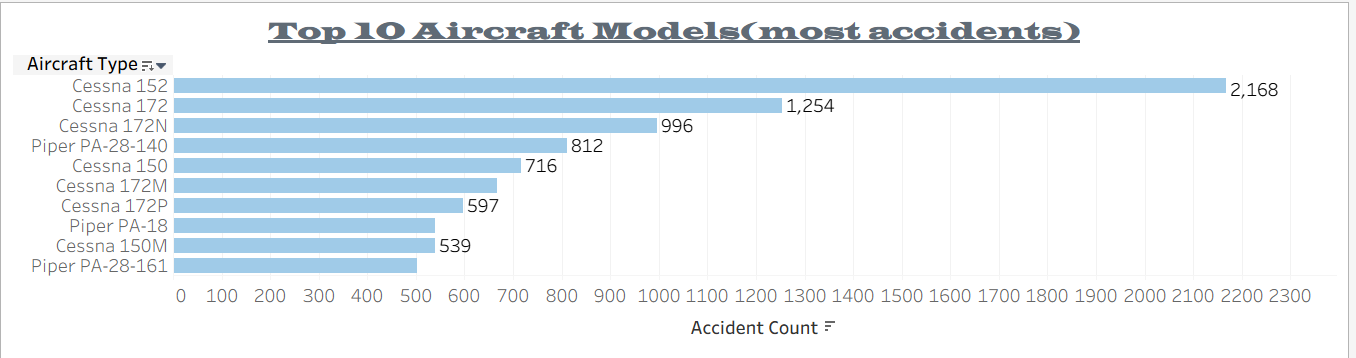 Top 10 Aircraft Models(most accidents)
Aircraft Type
Cessna 152 2,168
Cessna 172 1,254
Cessna 172N 996
Piper PA-28-140 812
Cessna 150 716
Cessna 172M
Cessna 172P 597
Piper PA-18
Cessna 150M 539
Piper PA-28-161
0 100 200 300 400 500 600 700 800 900 1000 1100 1200 1300 1400 1500 1600 1700 1800 1900 2000 2100 2200 2300
Accident Count